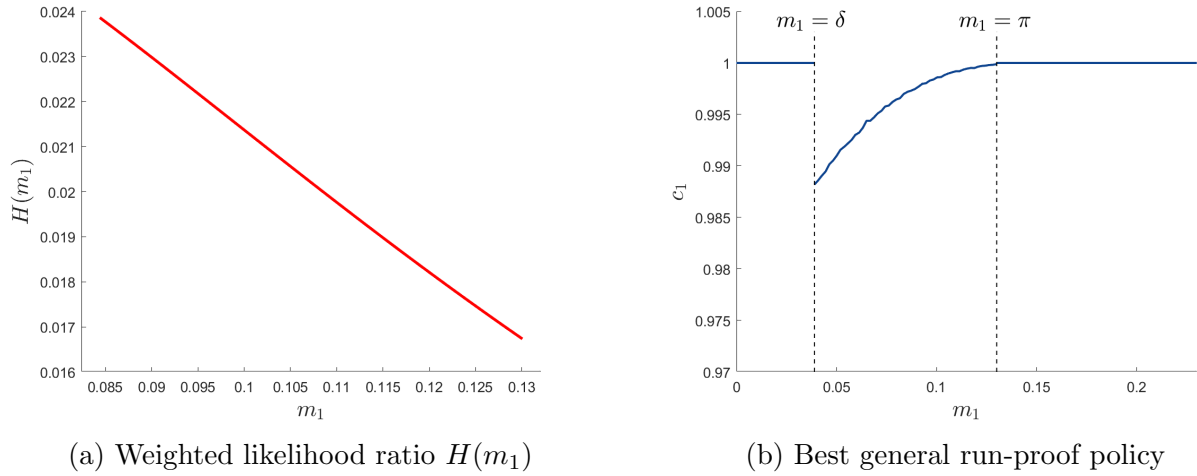 0.024
0.023
0.022
0.021
0.02
0.019
0.018
0.017
0.016
H(m₁)
0.085 0.09 0.095 0.1 0.105 0.11 0.115 0.12 0.125 0.13
m₁
(a) Weighted likelihood ratio H(m₁)
m₁ = δ m₁ = π
1.005
1
0.995
0.99
0.985
0.98
0.975
0.97
c₁
0 0.05 0.1 0.15 0.2
m₁
(b) Best general run-proof policy